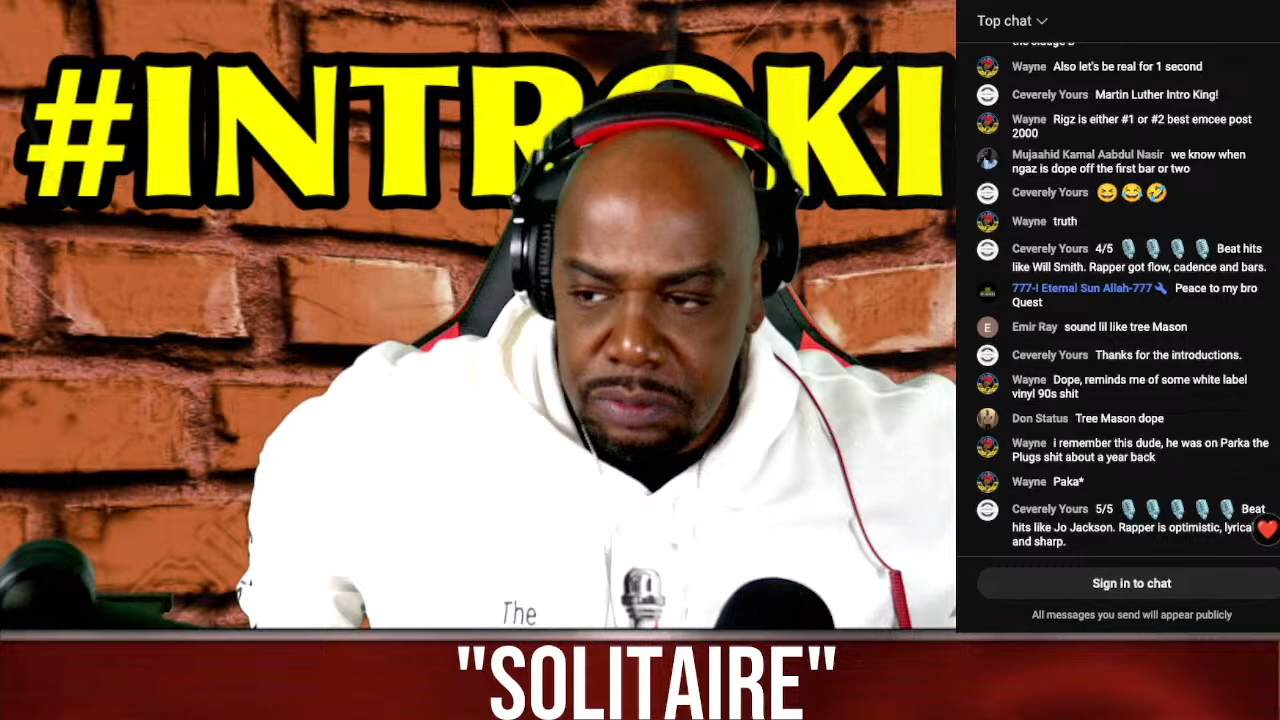 #INTROKI
The
"SOLITAIRE"
Top chat
Wayne Also let's be real for 1 second
Ceverely Yours Martin Luther Intro King!
Wayne Rigz is either #1 or #2 best emcee post
2000
Mujaahid Kamal Aabdul Nasir we know when
ngaz is dope off the first bar or two
Ceverely Yours 😆 😂 🤣
Wayne truth
Ceverely Yours 4/5 🎙️ 🎙️ 🎙️ 🎙️ Beat hits
like Will Smith. Rapper got flow, cadence and bars.
777-I Eternal Sun Allah-777 Peace to my bro
Quest
E
Emir Ray sound lil like tree Mason
Ceverely Yours Thanks for the introductions.
Wayne Dope, reminds me of some white label
vinyl 90s shit
Don Status Tree Mason dope
Wayne i remember this dude, he was on Parka the
Plugs shit about a year back
Wayne Paka*
Ceverely Yours 5/5 🎙️ 🎙️ 🎙️ 🎙️ 🎙️ Beat
hits like Jo Jackson. Rapper is optimistic, lyrica
and sharp.
Sign in to chat
All messages you send will appear publicly